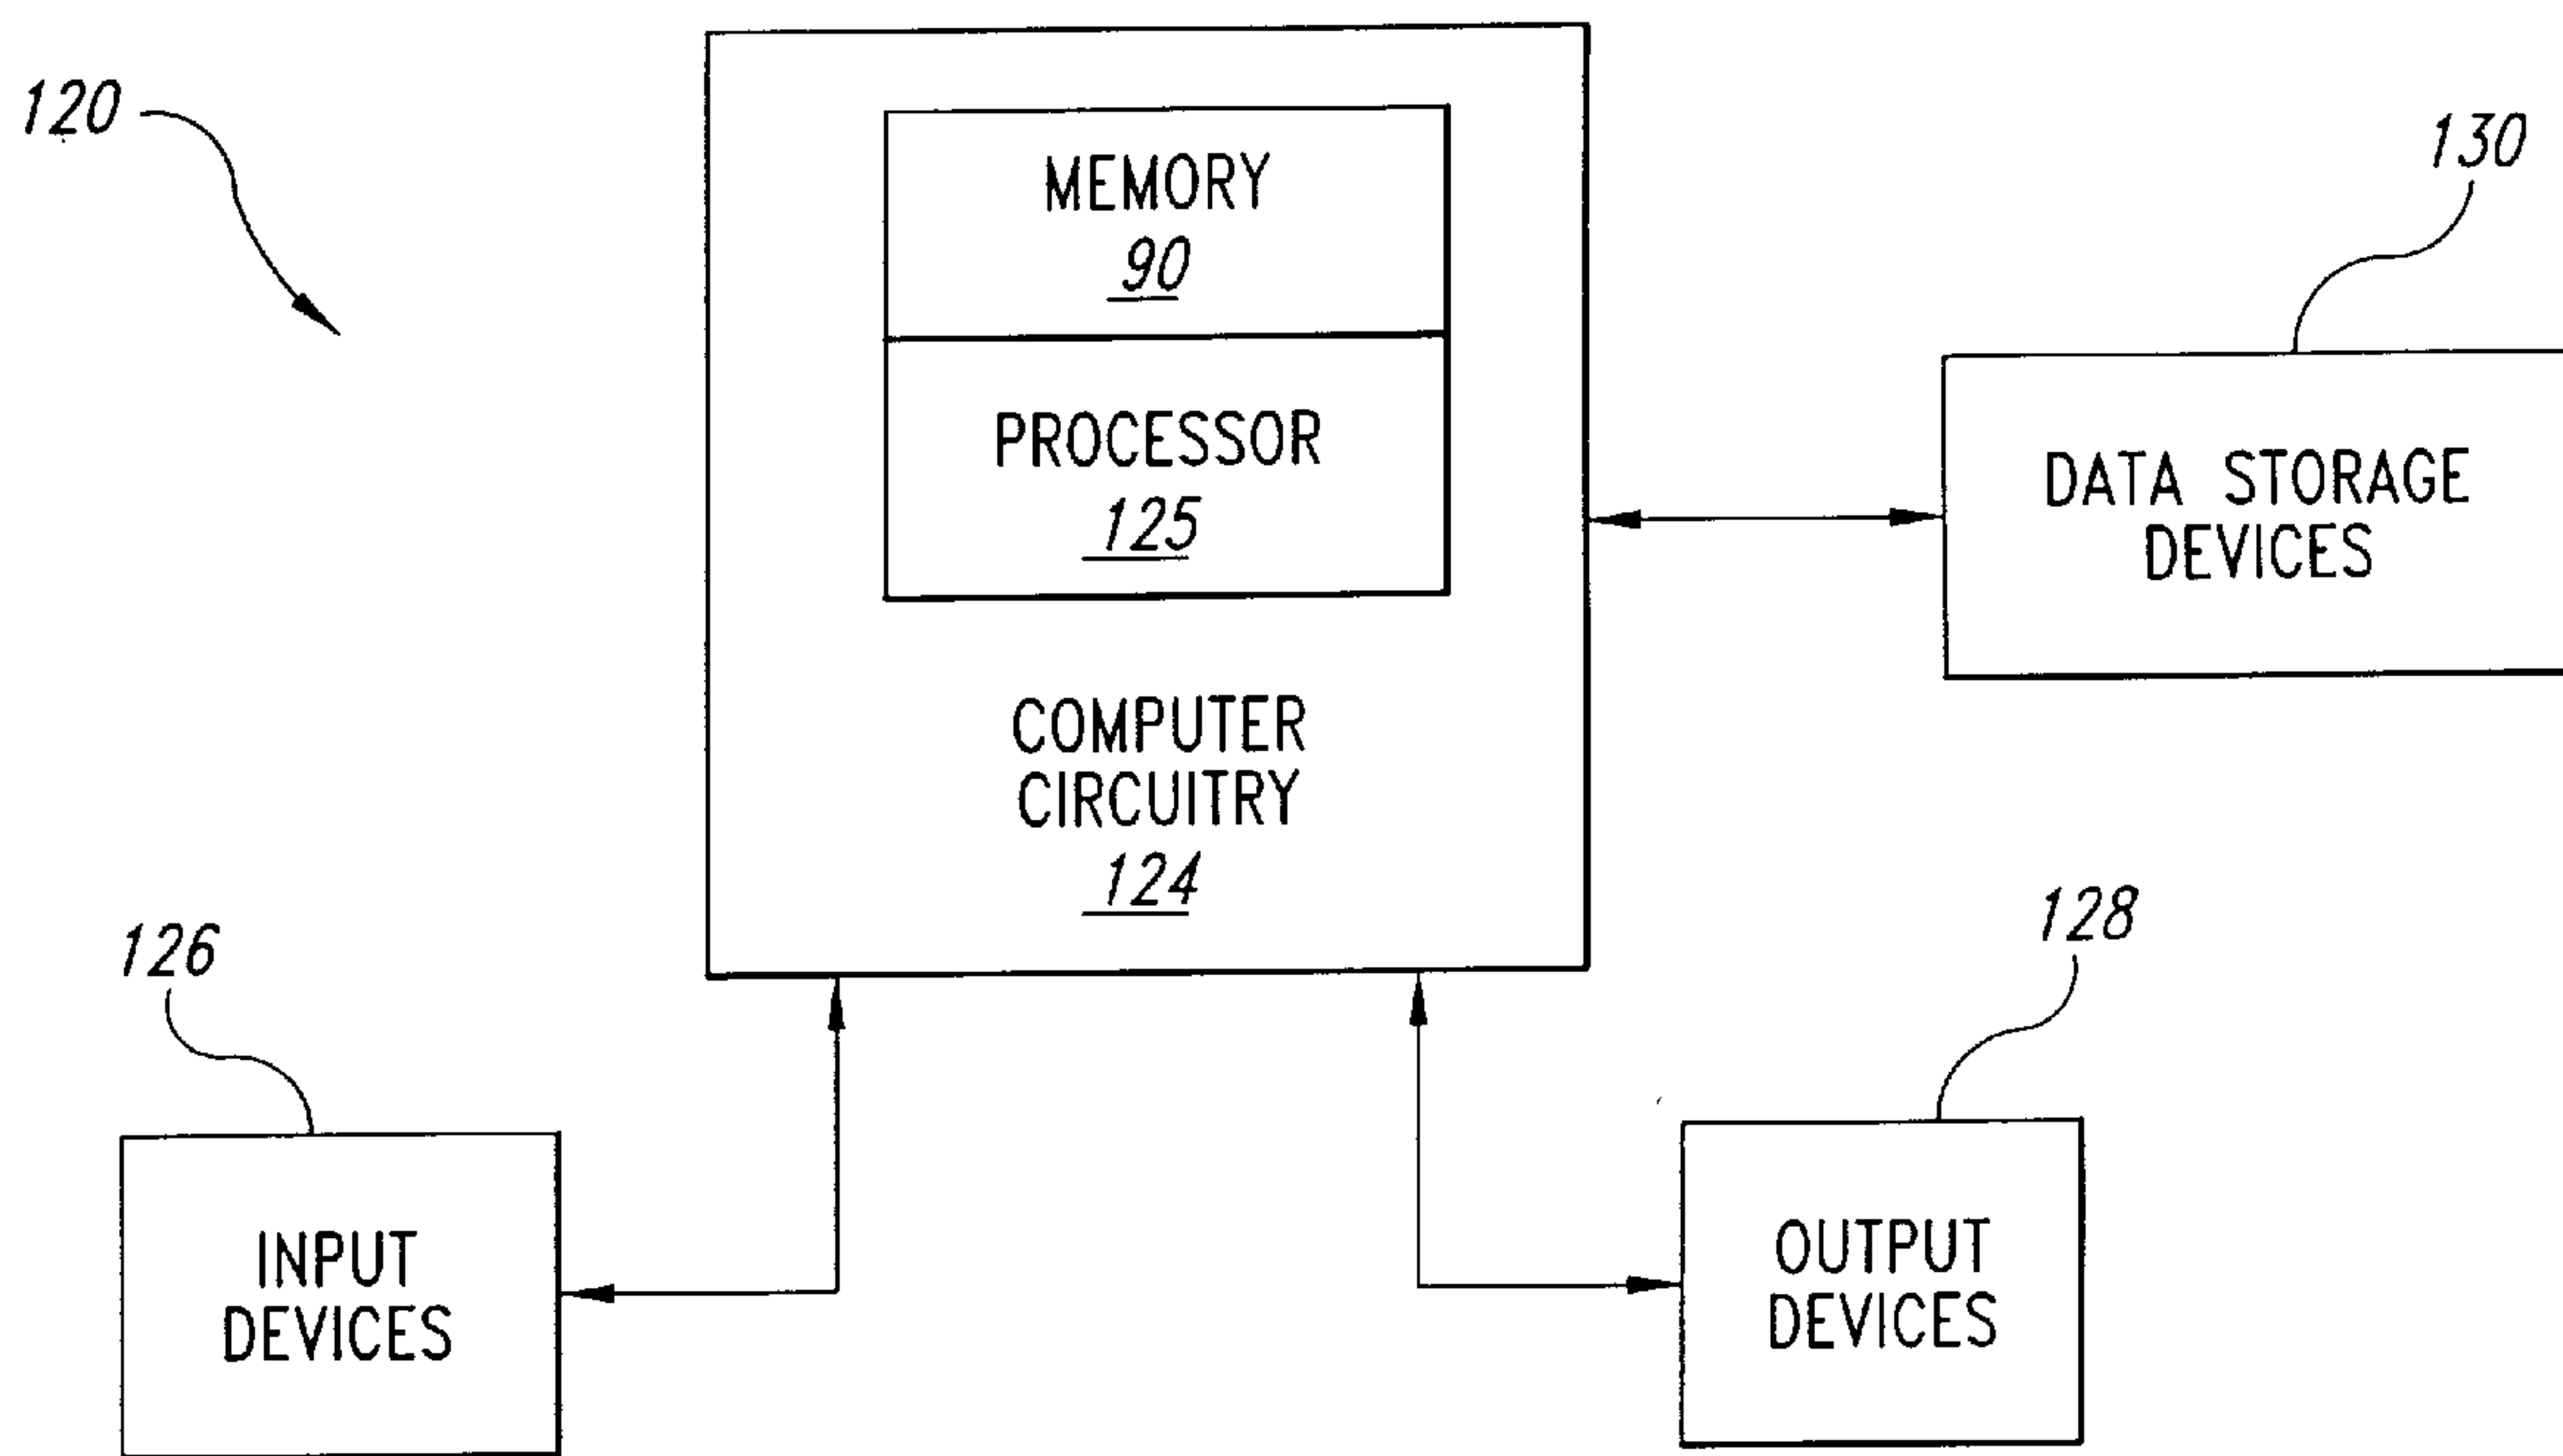 120
MEMORY
90
130
PROCESSOR
125
DATA STORAGE
DEVICES
COMPUTER
CIRCUITRY
124
126
128
INPUT
DEVICES
OUTPUT
DEVICES